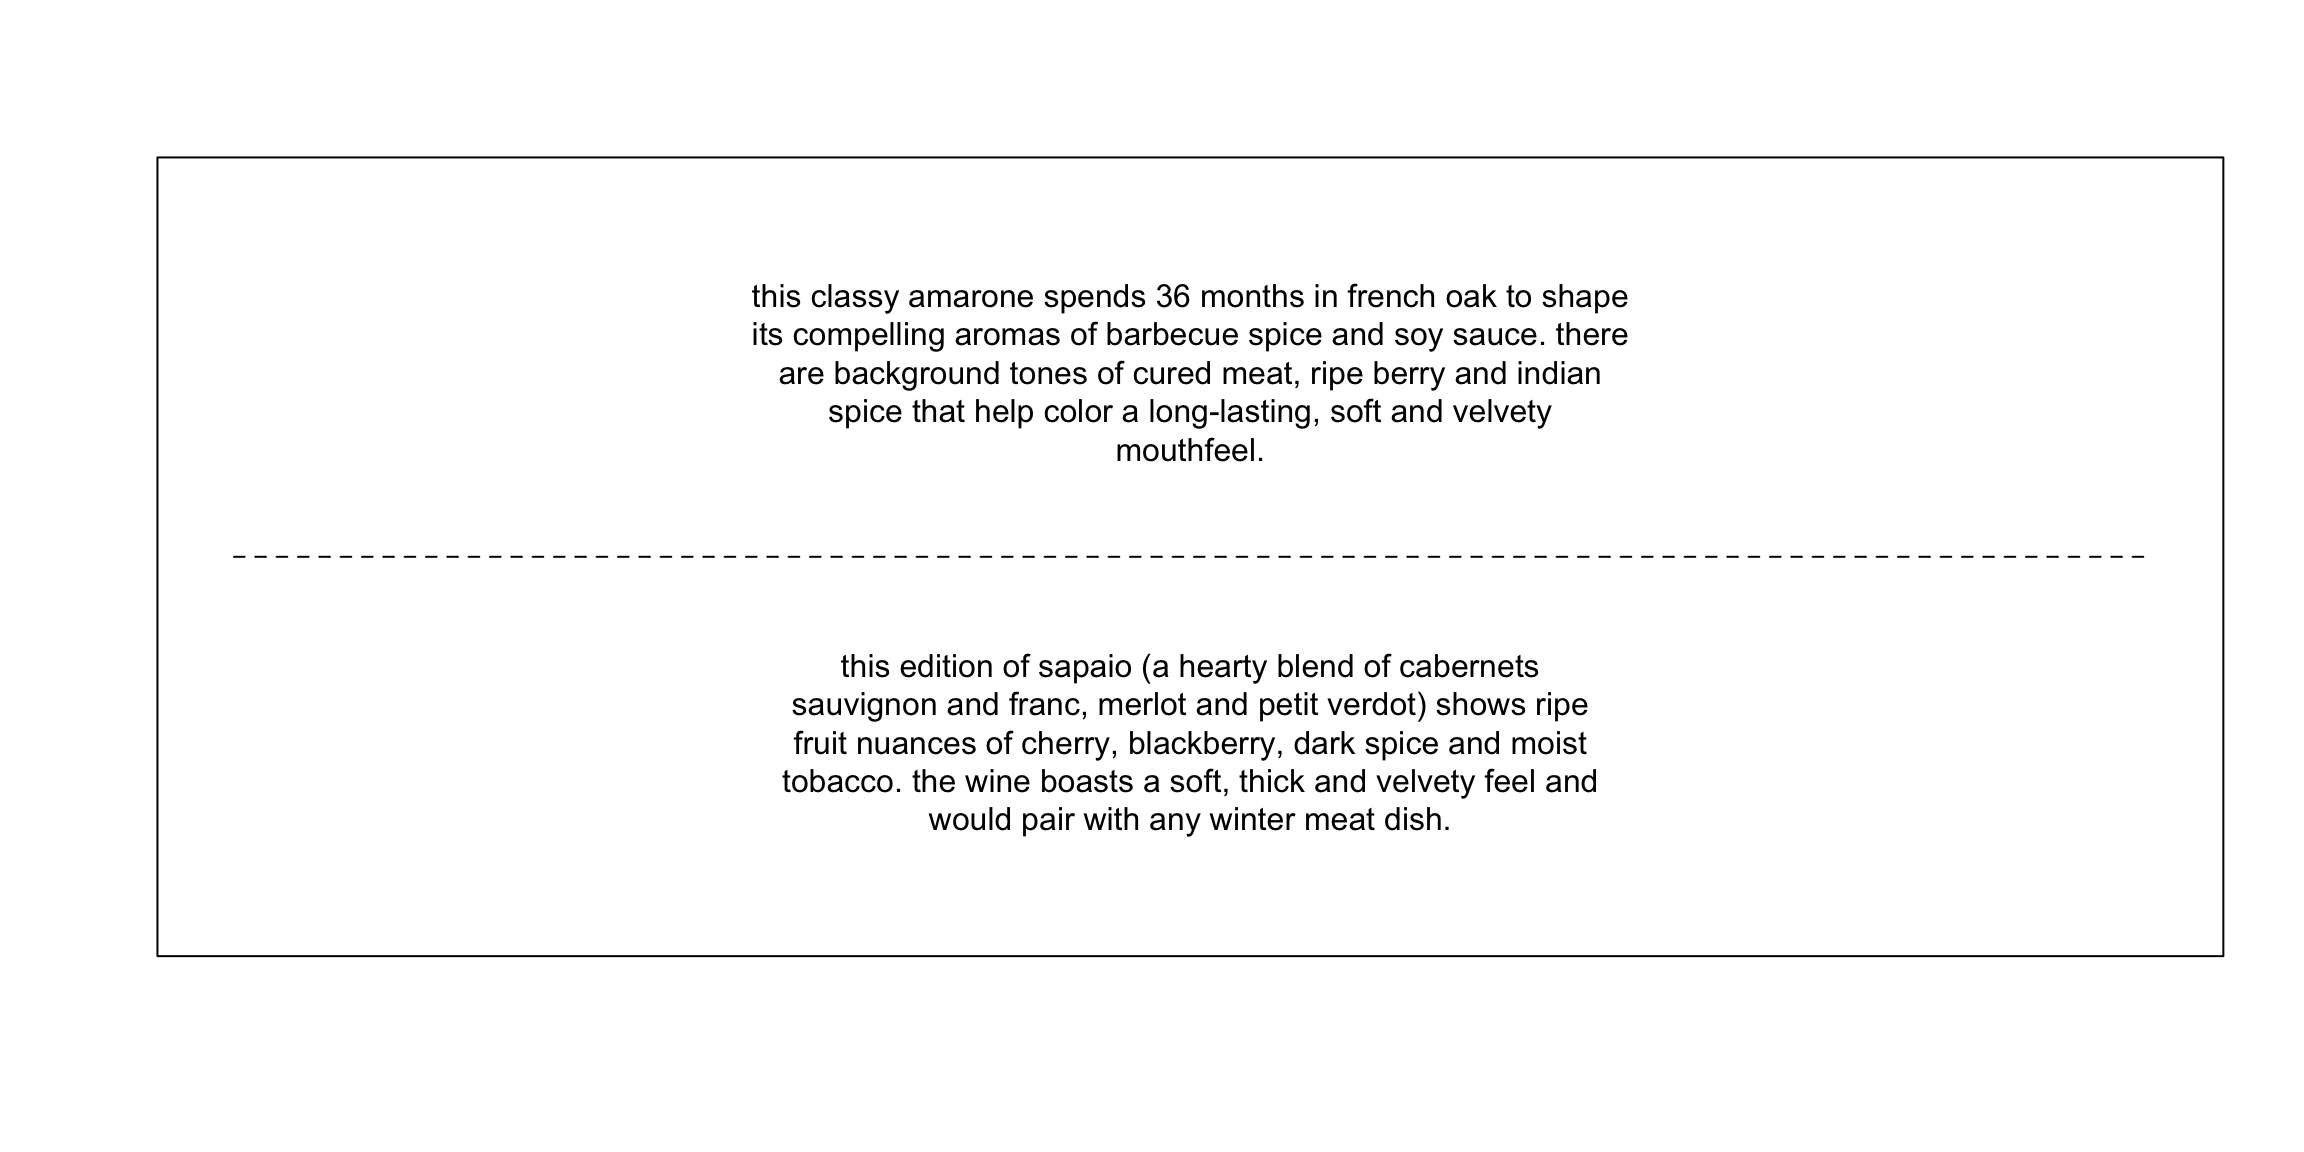 this classy amarone spends 36 months in french oak to shape
its compelling aromas of barbecue spice and soy sauce. there
are background tones of cured meat, ripe berry and indian
spice that help color a long-lasting, soft and velvety
mouthfeel.
this edition of sapaio (a hearty blend of cabernets
sauvignon and franc, merlot and petit verdot) shows ripe
fruit nuances of cherry, blackberry, dark spice and moist
tobacco. the wine boasts a soft, thick and velvety feel and
would pair with any winter meat dish.